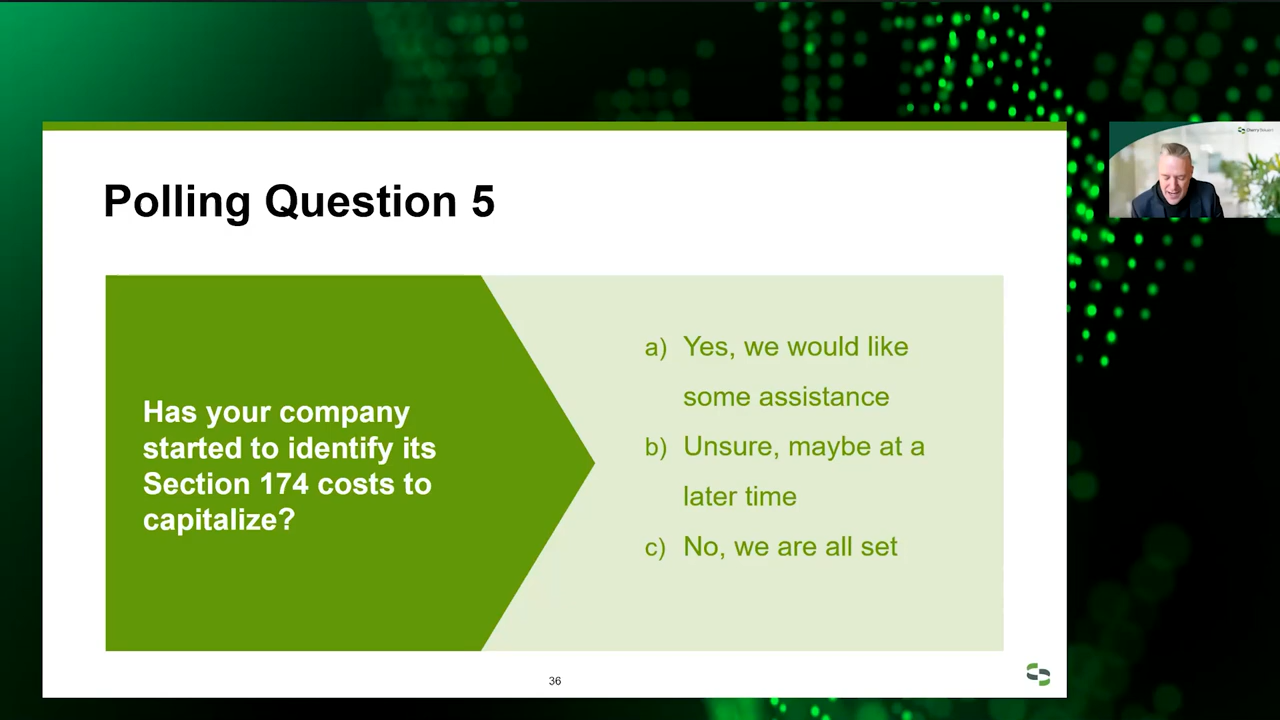 Polling Question 5
Has your company
started to identify its
Section 174 costs to
capitalize?
a) Yes, we would like
some assistance
b) Unsure, maybe at a
later time
c) No, we are all set
36